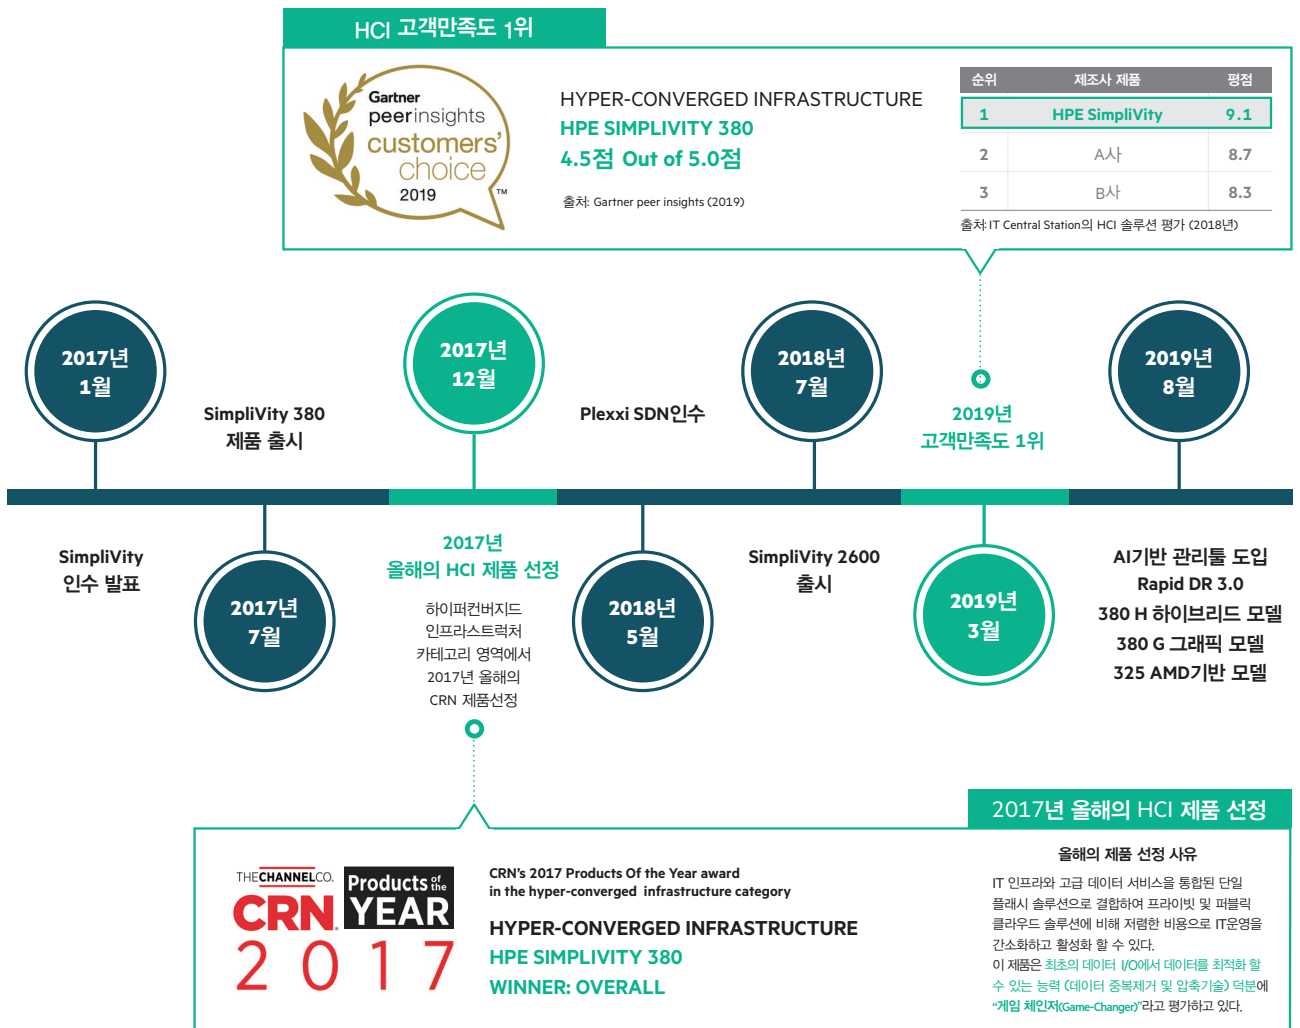 HCI 고객만족도 1위
Gartner
peerinsights
customers'
choice
2019
™
HYPER-CONVERGED INFRASTRUCTURE
HPE SIMPLIVITY 380
4.5점 Out of 5.0점
출처: Gartner peer insights (2019)
순위 제조사 제품 평점
1 HPE SimpliVity 9.1
2 A사 8.7
3 B사 8.3
출처: IT Central Station의 HCI 솔루션 평가 (2018년)
2017년
1월
SimpliVity 380
제품 출시
2017년
12월
Plexxi SDN인수
2018년
7월
2019년
고객만족도 1위
2019년
8월
SimpliVity
인수 발표
2017년
7월
2017년
올해의 HCI 제품 선정
하이퍼컨버지드
인프라스트럭처
카테고리 영역에서
2017년 올해의
CRN 제품선정
2018년
5월
SimpliVity 2600
출시
2019년
3월
AI기반 관리툴 도입
Rapid DR 3.0
380 H 하이브리드 모델
380 G 그래픽 모델
325 AMD기반 모델
THE CHANNEL CO.
CRN®
Products of the
YEAR
2017
CRN's 2017 Products Of the Year award
in the hyper-converged infrastructure category
HYPER-CONVERGED INFRASTRUCTURE
HPE SIMPLIVITY 380
WINNER: OVERALL
2017년 올해의 HCI 제품 선정
올해의 제품 선정 사유
IT 인프라와 고급 데이터 서비스을 통합된 단일
플래시 솔루션으로 결합하여 프라이빗 및 퍼블릭
클라우드 솔루션에 비해 저렴한 비용으로 IT운영을
간소화하고 활성화 할 수 있다.
이 제품은 최초의 데이터 I/O에서 데이터를 최적화 할
수 있는 능력 (데이터 중복제거 및 압축기술) 덕분에
“게임 체인저(Game-Changer)”라고 평가하고 있다.